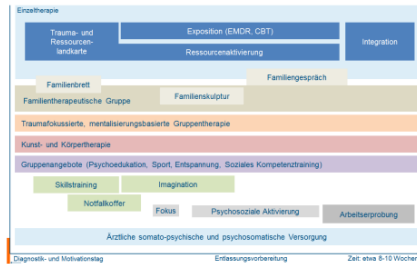 Einzeltherapie
Trauma- und
Ressourcen-
landkarte
Exposition (EMDR, CBT)
Ressourcenaktivierung
Integration
Familienbrett
Familienskulptur
Familiengespräch
Familientherapeutische Gruppe
Traumafokussierte, mentalisierungsbasierte Gruppentherapie
Kunst- und Körpertherapie
Gruppenangebote (Psychoedukation, Sport, Entspannung, Soziales Kompetenztraining)
Skillstraining
Imagination
Notfallkoffer
Fokus
Psychosoziale Aktivierung
Arbeitserprobung
Ärztliche somato-psychische und psychosomatische Versorgung
Diagnostik- und Motivationstag
Entlassungsvorbereitung
Zeit: etwa 8-10 Wochen